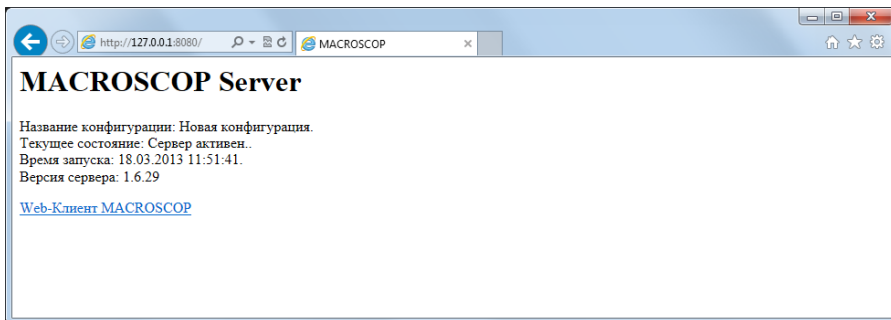 http://127.0.0.1:8080/
MACROSCOP
MACROSCOP Server
Название конфигурации: Новая конфигурация.
Текущее состояние: Сервер активен..
Время запуска: 18.03.2013 11:51:41.
Версия сервера: 1.6.29
Web-Клиент MACROSCOP